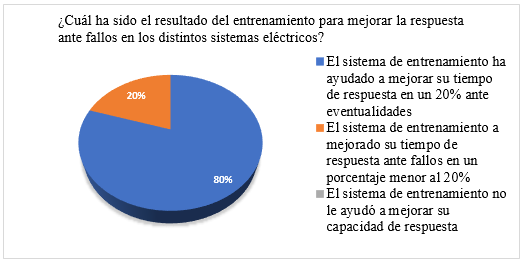 ¿Cuál ha sido el resultado del entrenamiento para mejorar la respuesta
ante fallos en los distintos sistemas eléctricos?
20%
80%
El sistema de entrenamiento ha
ayudado a mejorar su tiempo
de respuesta en un 20% ante
eventualidades
El sistema de entrenamiento a
mejorado su tiempo de
respuesta ante fallos en un
porcentaje menor al 20%
El sistema de entrenamiento no
le ayudó a mejorar su
capacidad de respuesta